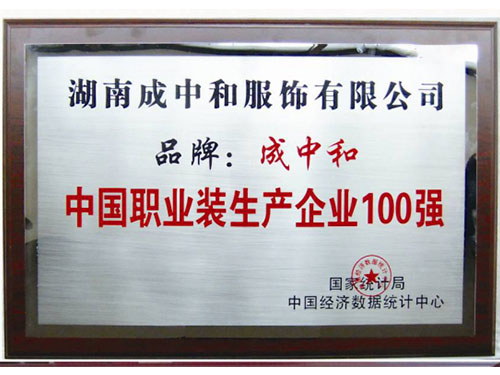 湖南成中和服饰有限公司
品牌：成中和
中国职业装生产企业100强
国家统计局
中国经济数据统计中心